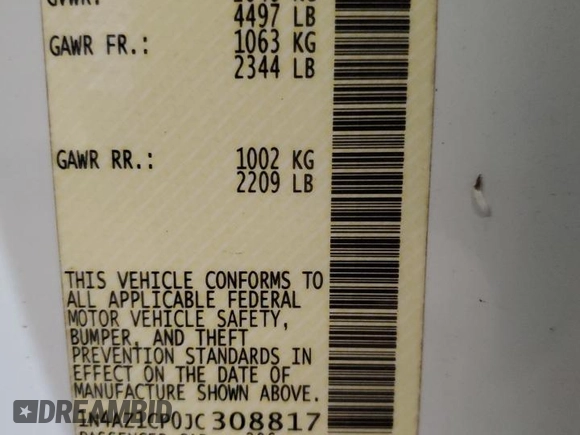 4497 LB
GAWR FR.: 1063 KG
2344 LB
GAWR RR.: 1002 KG
2209 LB
THIS VEHICLE CONFORMS TO
ALL APPLICABLE FEDERAL
MOTOR VEHICLE SAFETY,
BUMPER, AND THEFT
PREVENTION STANDARDS IN
EFFECT ON THE DATE OF
MANUFACTURE SHOWN ABOVE.
1N4AZ1CP0JC308817
DREAMBID